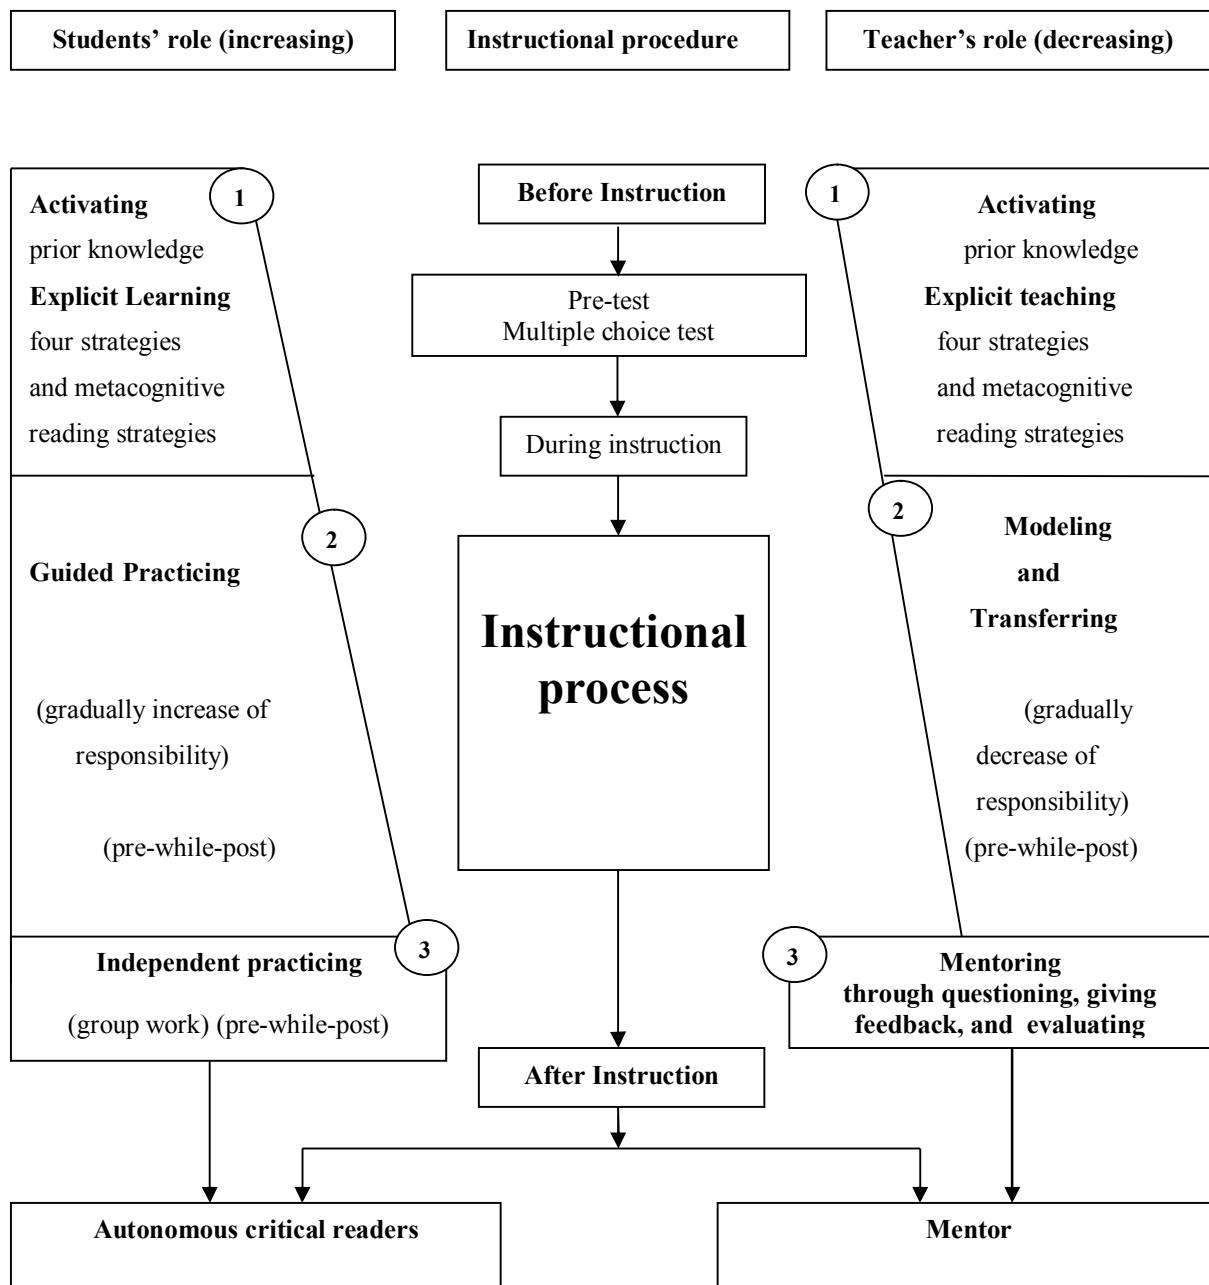 Students’ role (increasing)
Instructional procedure
Teacher’s role (decreasing)
1
Activating
prior knowledge
Explicit Learning
four strategies
and metacognitive
reading strategies
2
Guided Practicing
(gradually increase of
responsibility)
(pre-while-post)
3
Independent practicing
(group work) (pre-while-post)
Before Instruction
Pre-test
Multiple choice test
During instruction
Instructional
process
After Instruction
1
Activating
prior knowledge
Explicit teaching
four strategies
and metacognitive
reading strategies
2
Modeling
and
Transferring
(gradually
decrease of
responsibility)
(pre-while-post)
3
Mentoring
through questioning, giving
feedback, and evaluating
Autonomous critical readers
Mentor